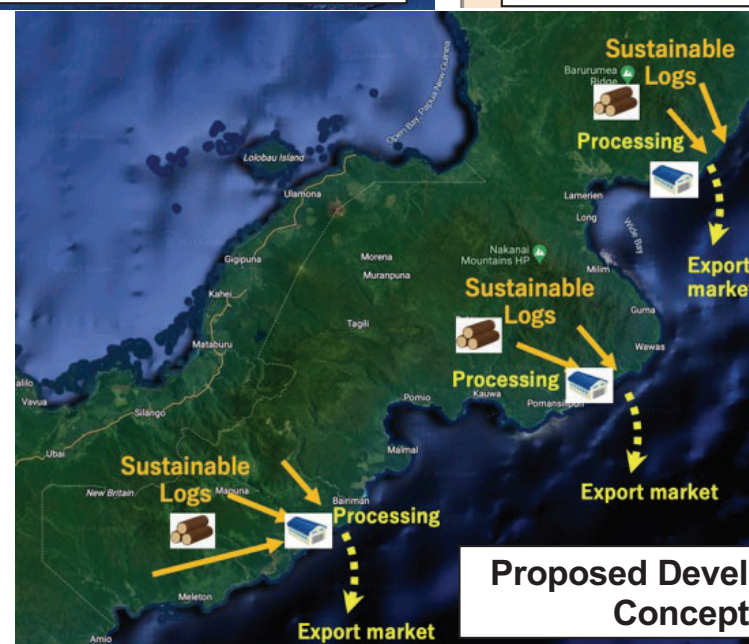 Sustainable
Logs
Barurumea
Ridge
Processing
Open Bay, Papua New Guinea
Lolobau Island
Ulamona
Lamerien
Long
Wide Bay
Export
market
Gigipuna
Morena
Muranpuna
Nakanai
Mountains HP
Milim
Kahei
Sustainable
Logs
Guma
Tagili
Mataburu
Wawas
Processing
alilo
Vavua
Silango
Pomio
Kauwa
Ubai
Malmal
Sustainable
Logs
New Britain
Mapuna
Export market
Bairiman
Processing
Meleton
Amio
Export market
Proposed Devel
Concept